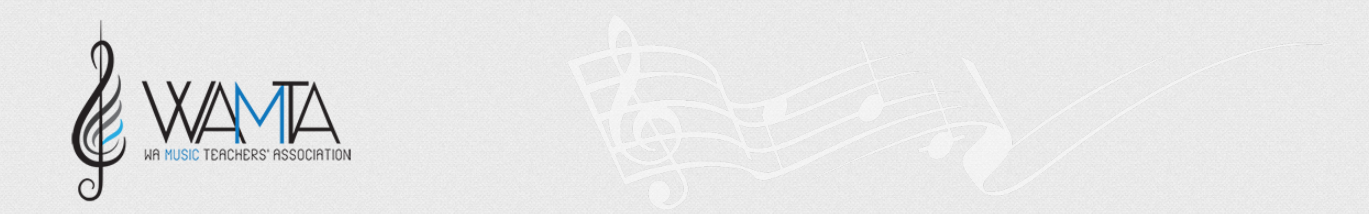 WAMTA
WA MUSIC TEACHERS' ASSOCIATION